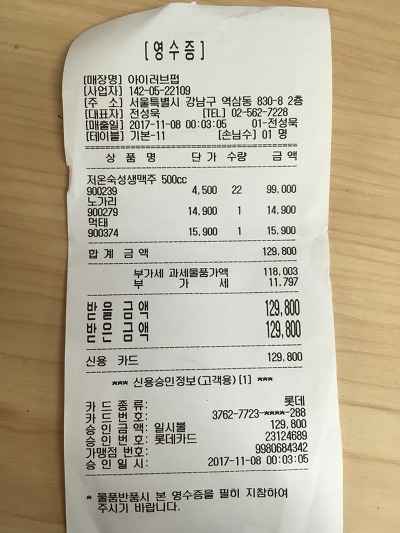 [영수증]
[매장명] 아이러브펍
[사업자] 142-05-22109
[주 소] 서울특별시 강남구 역삼동 830-8 2층
[대표자] 전성욱 [TEL] 02-562-7228
[매출일] 2017-11-08 00:03:05 01-전성욱
[테이블] 기본-11 손님수] 01 명
상 품 명 단 가 수량 금 액
저온숙성생맥주 500cc
900239 4,500 22 99,000
노가리
900279 14,900 1 14,900
먹태
900374 15,900 1 15,900
합 계 금 액 129,800
부가세 과세물품가액 118,003
부 가 세 11,797
받을금액 129,800
받은금액 129,800
신용 카드 129,800
*** 신용승인정보(고객용)[1] ***
카 드 종 류: 롯데
카 드 번 호: 3762-7723-****-288
승 인 금 액: 일시불 129,800
승 인 번 호: 롯데카드 23124689
가맹점 번호: 9980684342
승 인 일 시: 2017-11-08 00:03:05
* 물품반품시 본 영수증을 필히 지참하여
주시기 바랍니다.